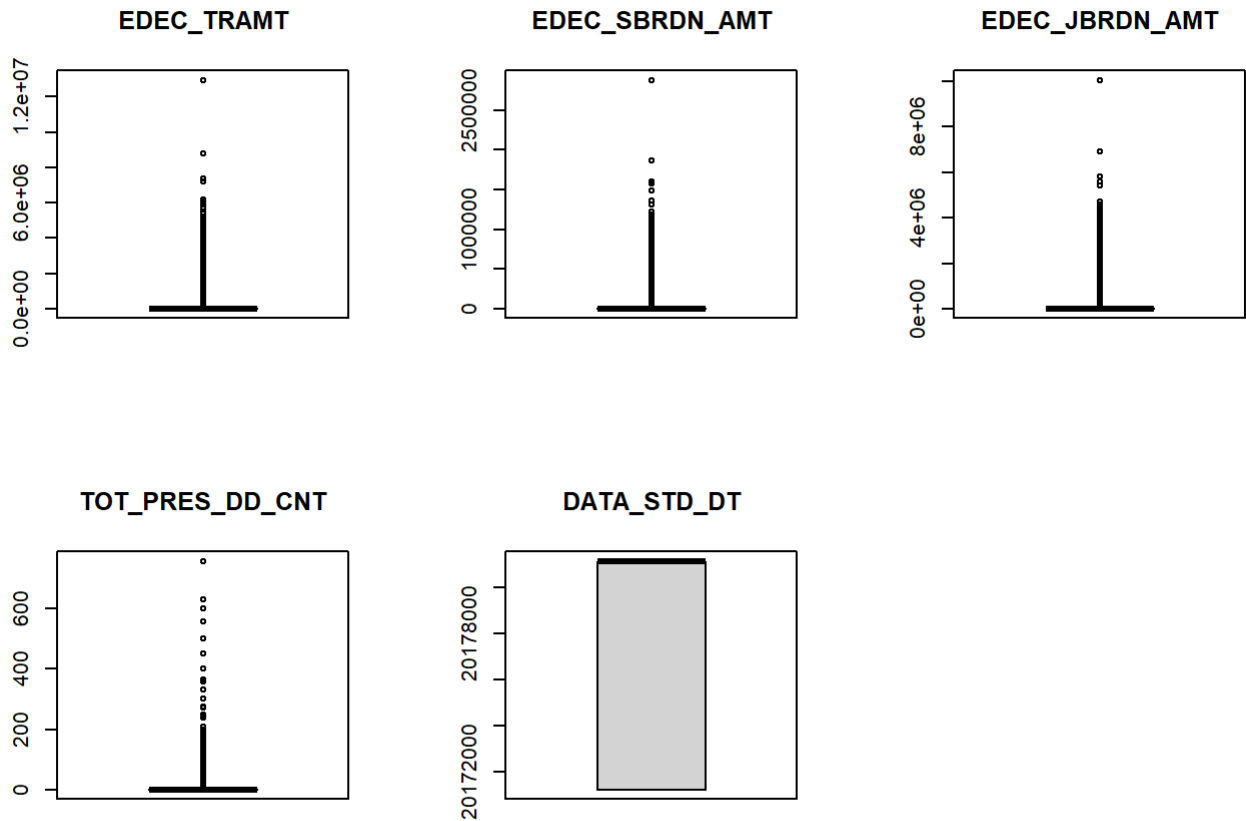 EDEC_TRAMT
1.2e+07
6.0e+06
0.0e+00
EDEC_SBRDN_AMT
2500000
1000000
0
EDEC_JBRDN_AMT
8e+06
4e+06
0e+00
TOT_PRES_DD_CNT
600
400
200
0
DATA_STD_DT
20178000
20172000